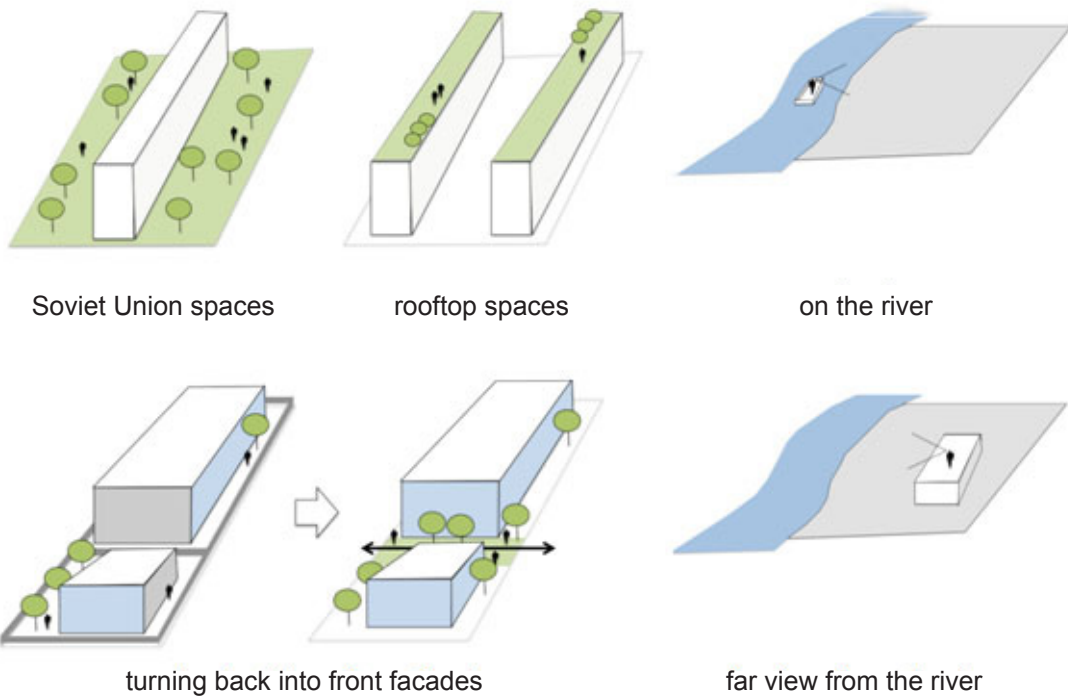 Soviet Union spaces
rooftop spaces
on the river
turning back into front facades
far view from the river